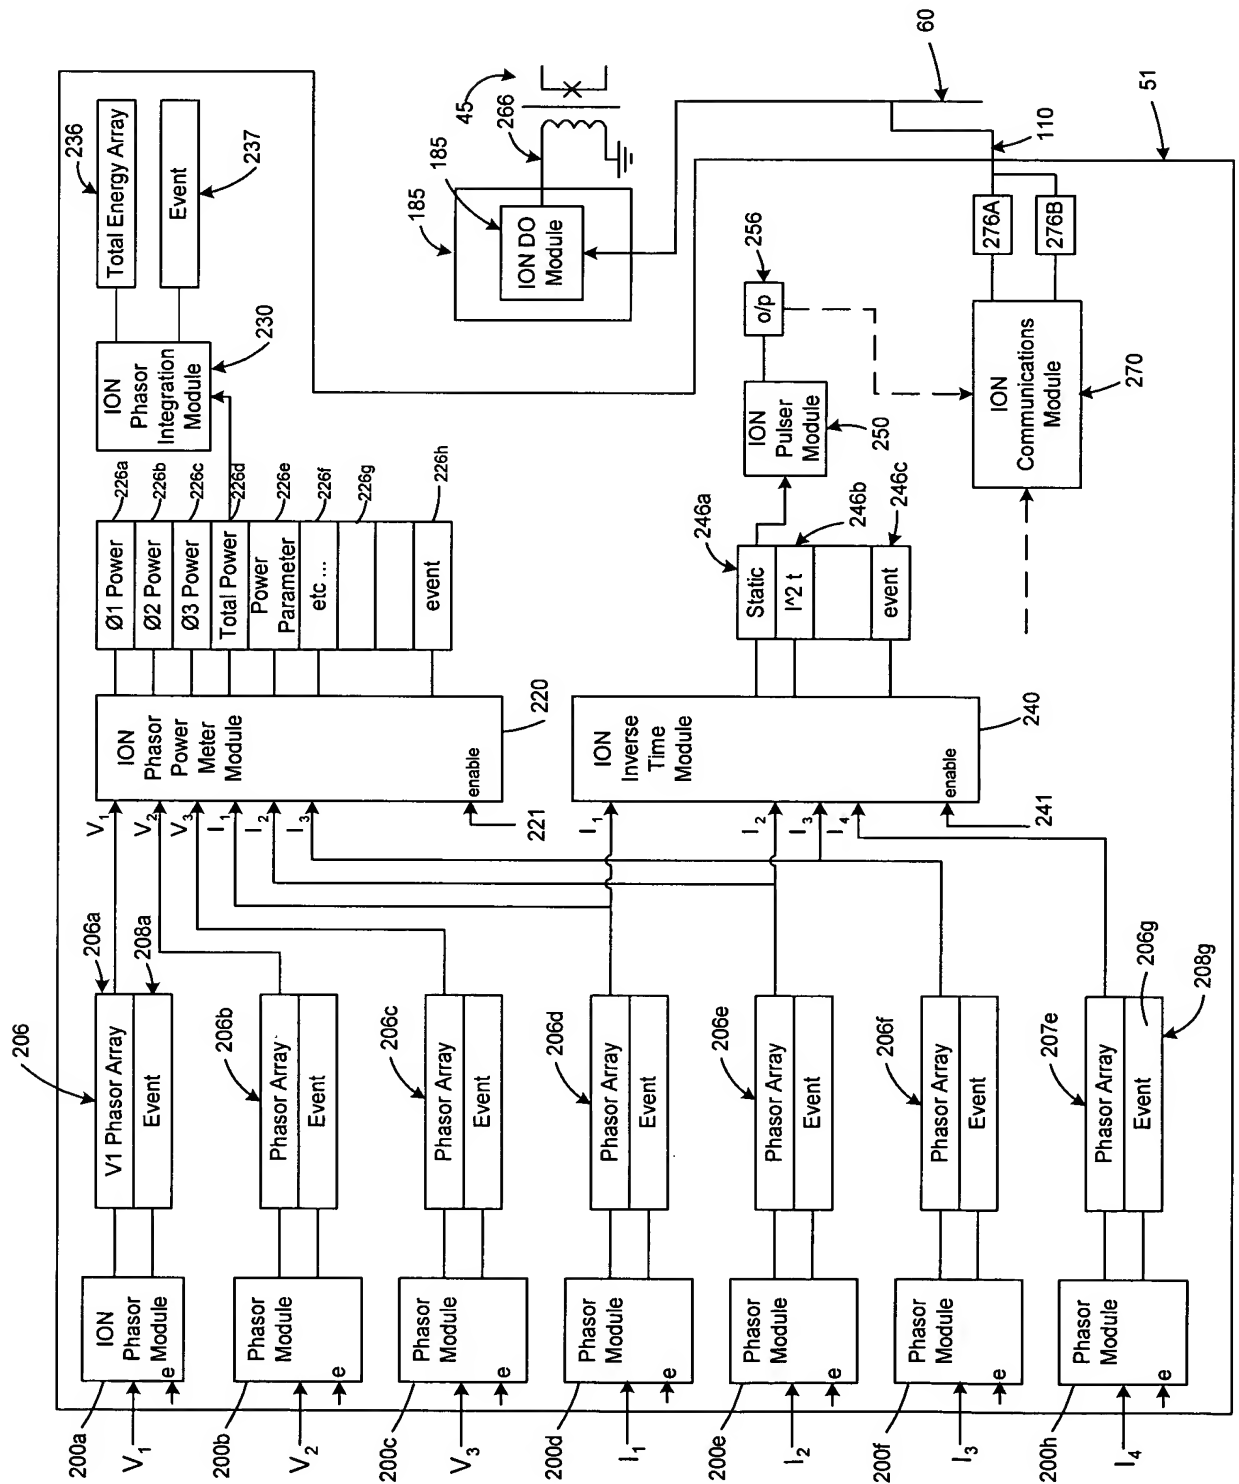 200a
V1
ION
Phasor
Module
e
206
V1 Phasor Array
Event
206a
208a
200b
V2
Phasor
Module
e
206b
Phasor Array
Event
200c
V3
Phasor
Module
e
206c
Phasor Array
Event
200d
I1
Phasor
Module
e
206d
Phasor Array
Event
200e
I2
Phasor
Module
e
206e
Phasor Array
Event
200f
I3
Phasor
Module
e
206f
Phasor Array
Event
200h
I4
Phasor
Module
e
207e
Phasor Array
Event
206g
208g
V1
V2
V3
I1
I2
I3
ION
Phasor
Power
Meter
Module
enable
221
220
Ø1 Power
Ø2 Power
Ø3 Power
Total Power
Power
Parameter
etc ...
event
226a
226b
226c
226d
226e
226f
226g
226h
ION
Phasor
Integration
Module
230
Total Energy Array
Event
236
237
I1
I2
I3
I4
ION
Inverse
Time
Module
enable
241
240
Static
I^2 t
event
246a
246b
246c
ION
Pulser
Module
250
o/p
256
ION
Communications
Module
270
276A
276B
110
60
51
185
185
ION DO
Module
266
45